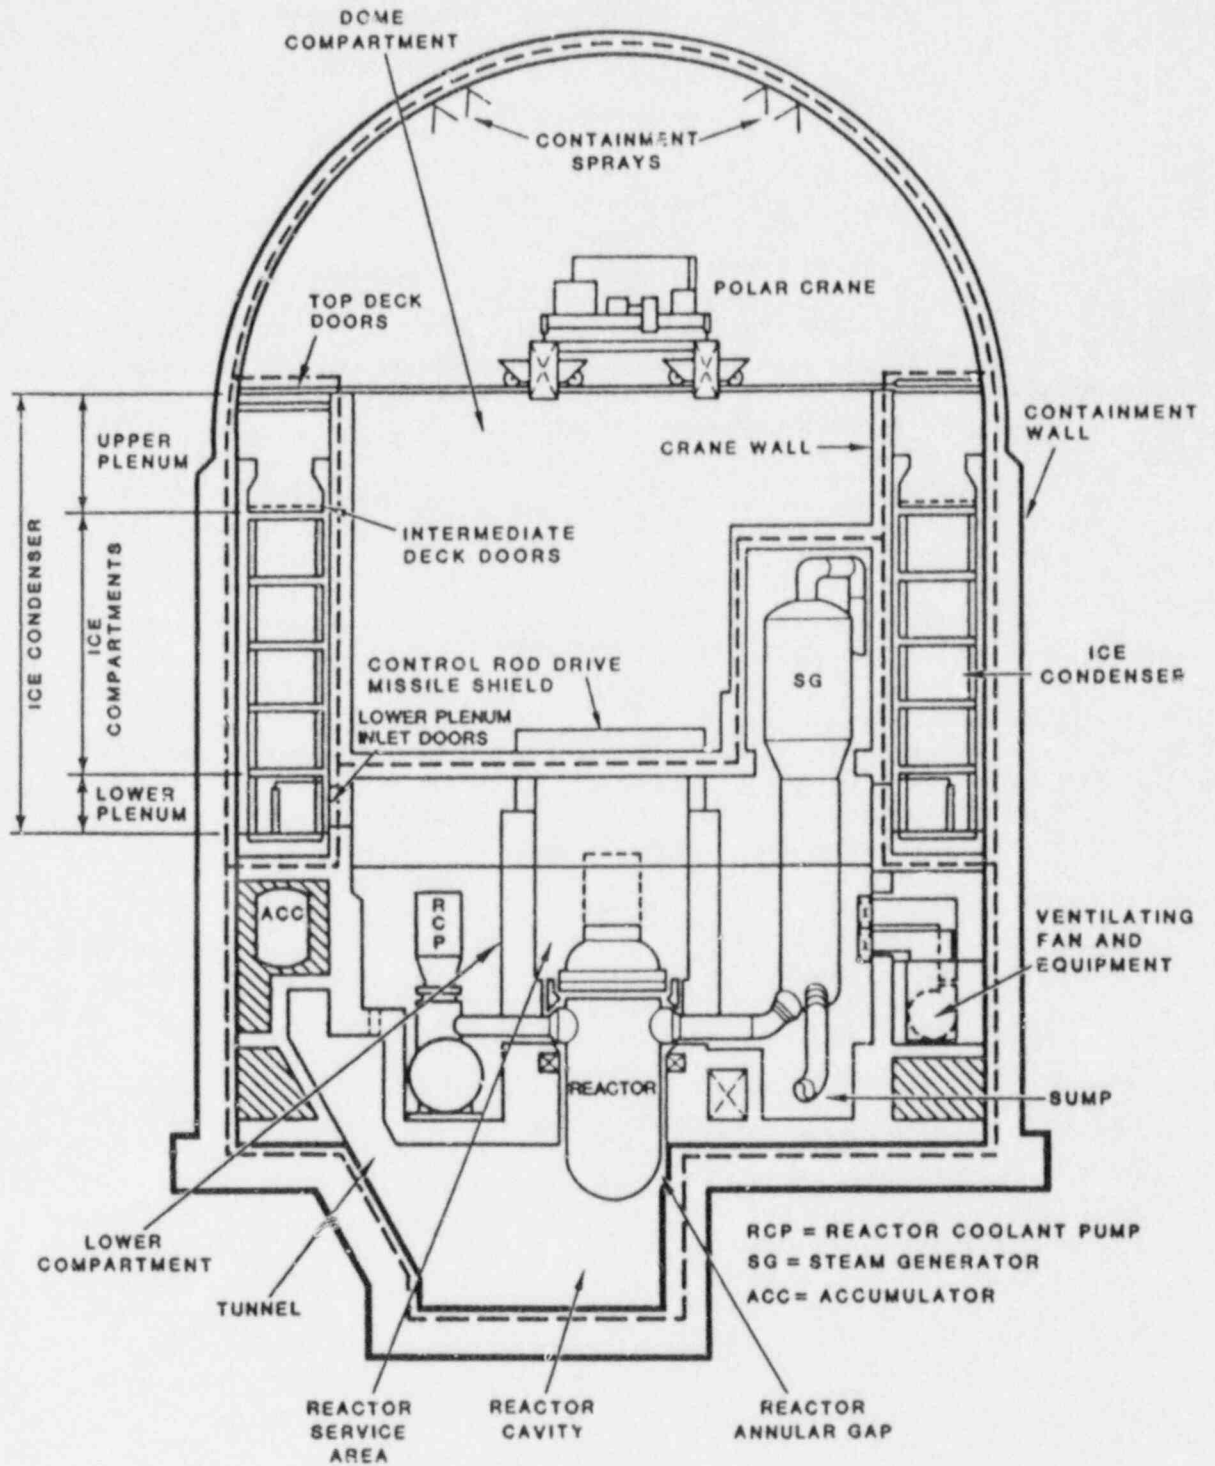 DOME
COMPARTMENT
CONTAINMENT
SPRAYS
POLAR CRANE
TOP DECK
DOORS
CONTAINMENT
WALL
UPPER
PLENUM
CRANE WALL
INTERMEDIATE
DECK DOORS
ICE CONDENSER
ICE
COMPARTMENTS
CONTROL ROD DRIVE
MISSILE SHIELD
SG
ICE
CONDENSER
LOWER PLENUM
INLET DOORS
LOWER
PLENUM
ACC
RCP
VENTILATING
FAN AND
EQUIPMENT
REACTOR
SUMP
LOWER
COMPARTMENT
TUNNEL
RCP = REACTOR COOLANT PUMP
SG = STEAM GENERATOR
ACC= ACCUMULATOR
REACTOR
SERVICE
AREA
REACTOR
CAVITY
REACTOR
ANNULAR GAP